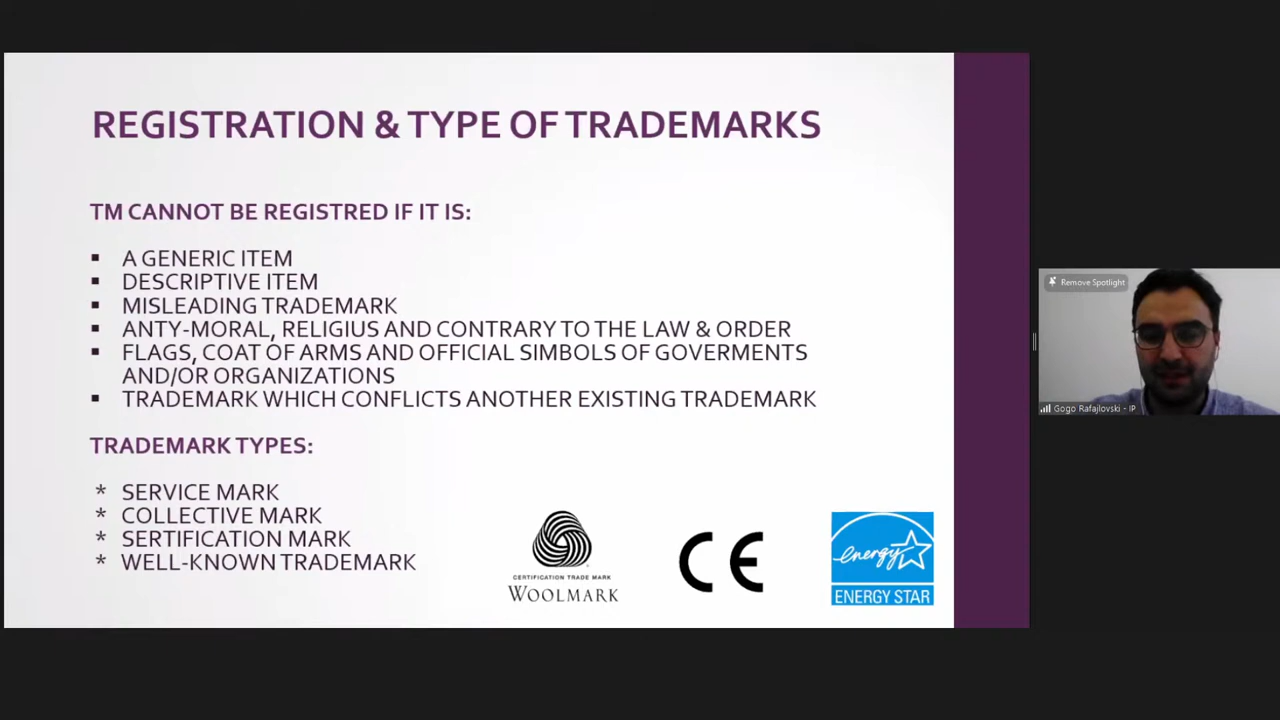 REGISTRATION & TYPE OF TRADEMARKS
TM CANNOT BE REGISTRED IF IT IS:
▪ A GENERIC ITEM
▪ DESCRIPTIVE ITEM
▪ MISLEADING TRADEMARK
▪ ANTY-MORAL, RELIGIUS AND CONTRARY TO THE LAW & ORDER
▪ FLAGS, COAT OF ARMS AND OFFICIAL SIMBOLS OF GOVERMENTS
AND/OR ORGANIZATIONS
▪ TRADEMARK WHICH CONFLICTS ANOTHER EXISTING TRADEMARK
TRADEMARK TYPES:
* SERVICE MARK
* COLLECTIVE MARK
* SERTIFICATION MARK
* WELL-KNOWN TRADEMARK
CERTIFICATION TRADE MARK
WOOLMARK
CE
energy
ENERGY STAR
Remove Spotlight
Gogo Rafajlovski - IP